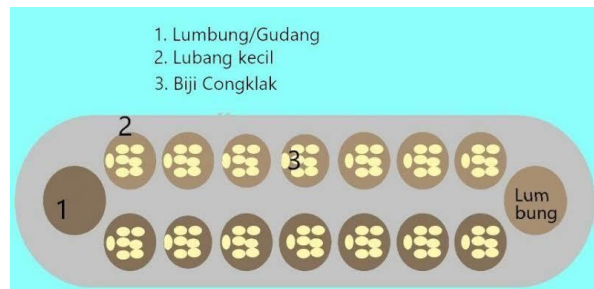 1. Lumbung/Gudang
2. Lubang kecil
3. Biji Congklak
2
3
1
Lum
bung